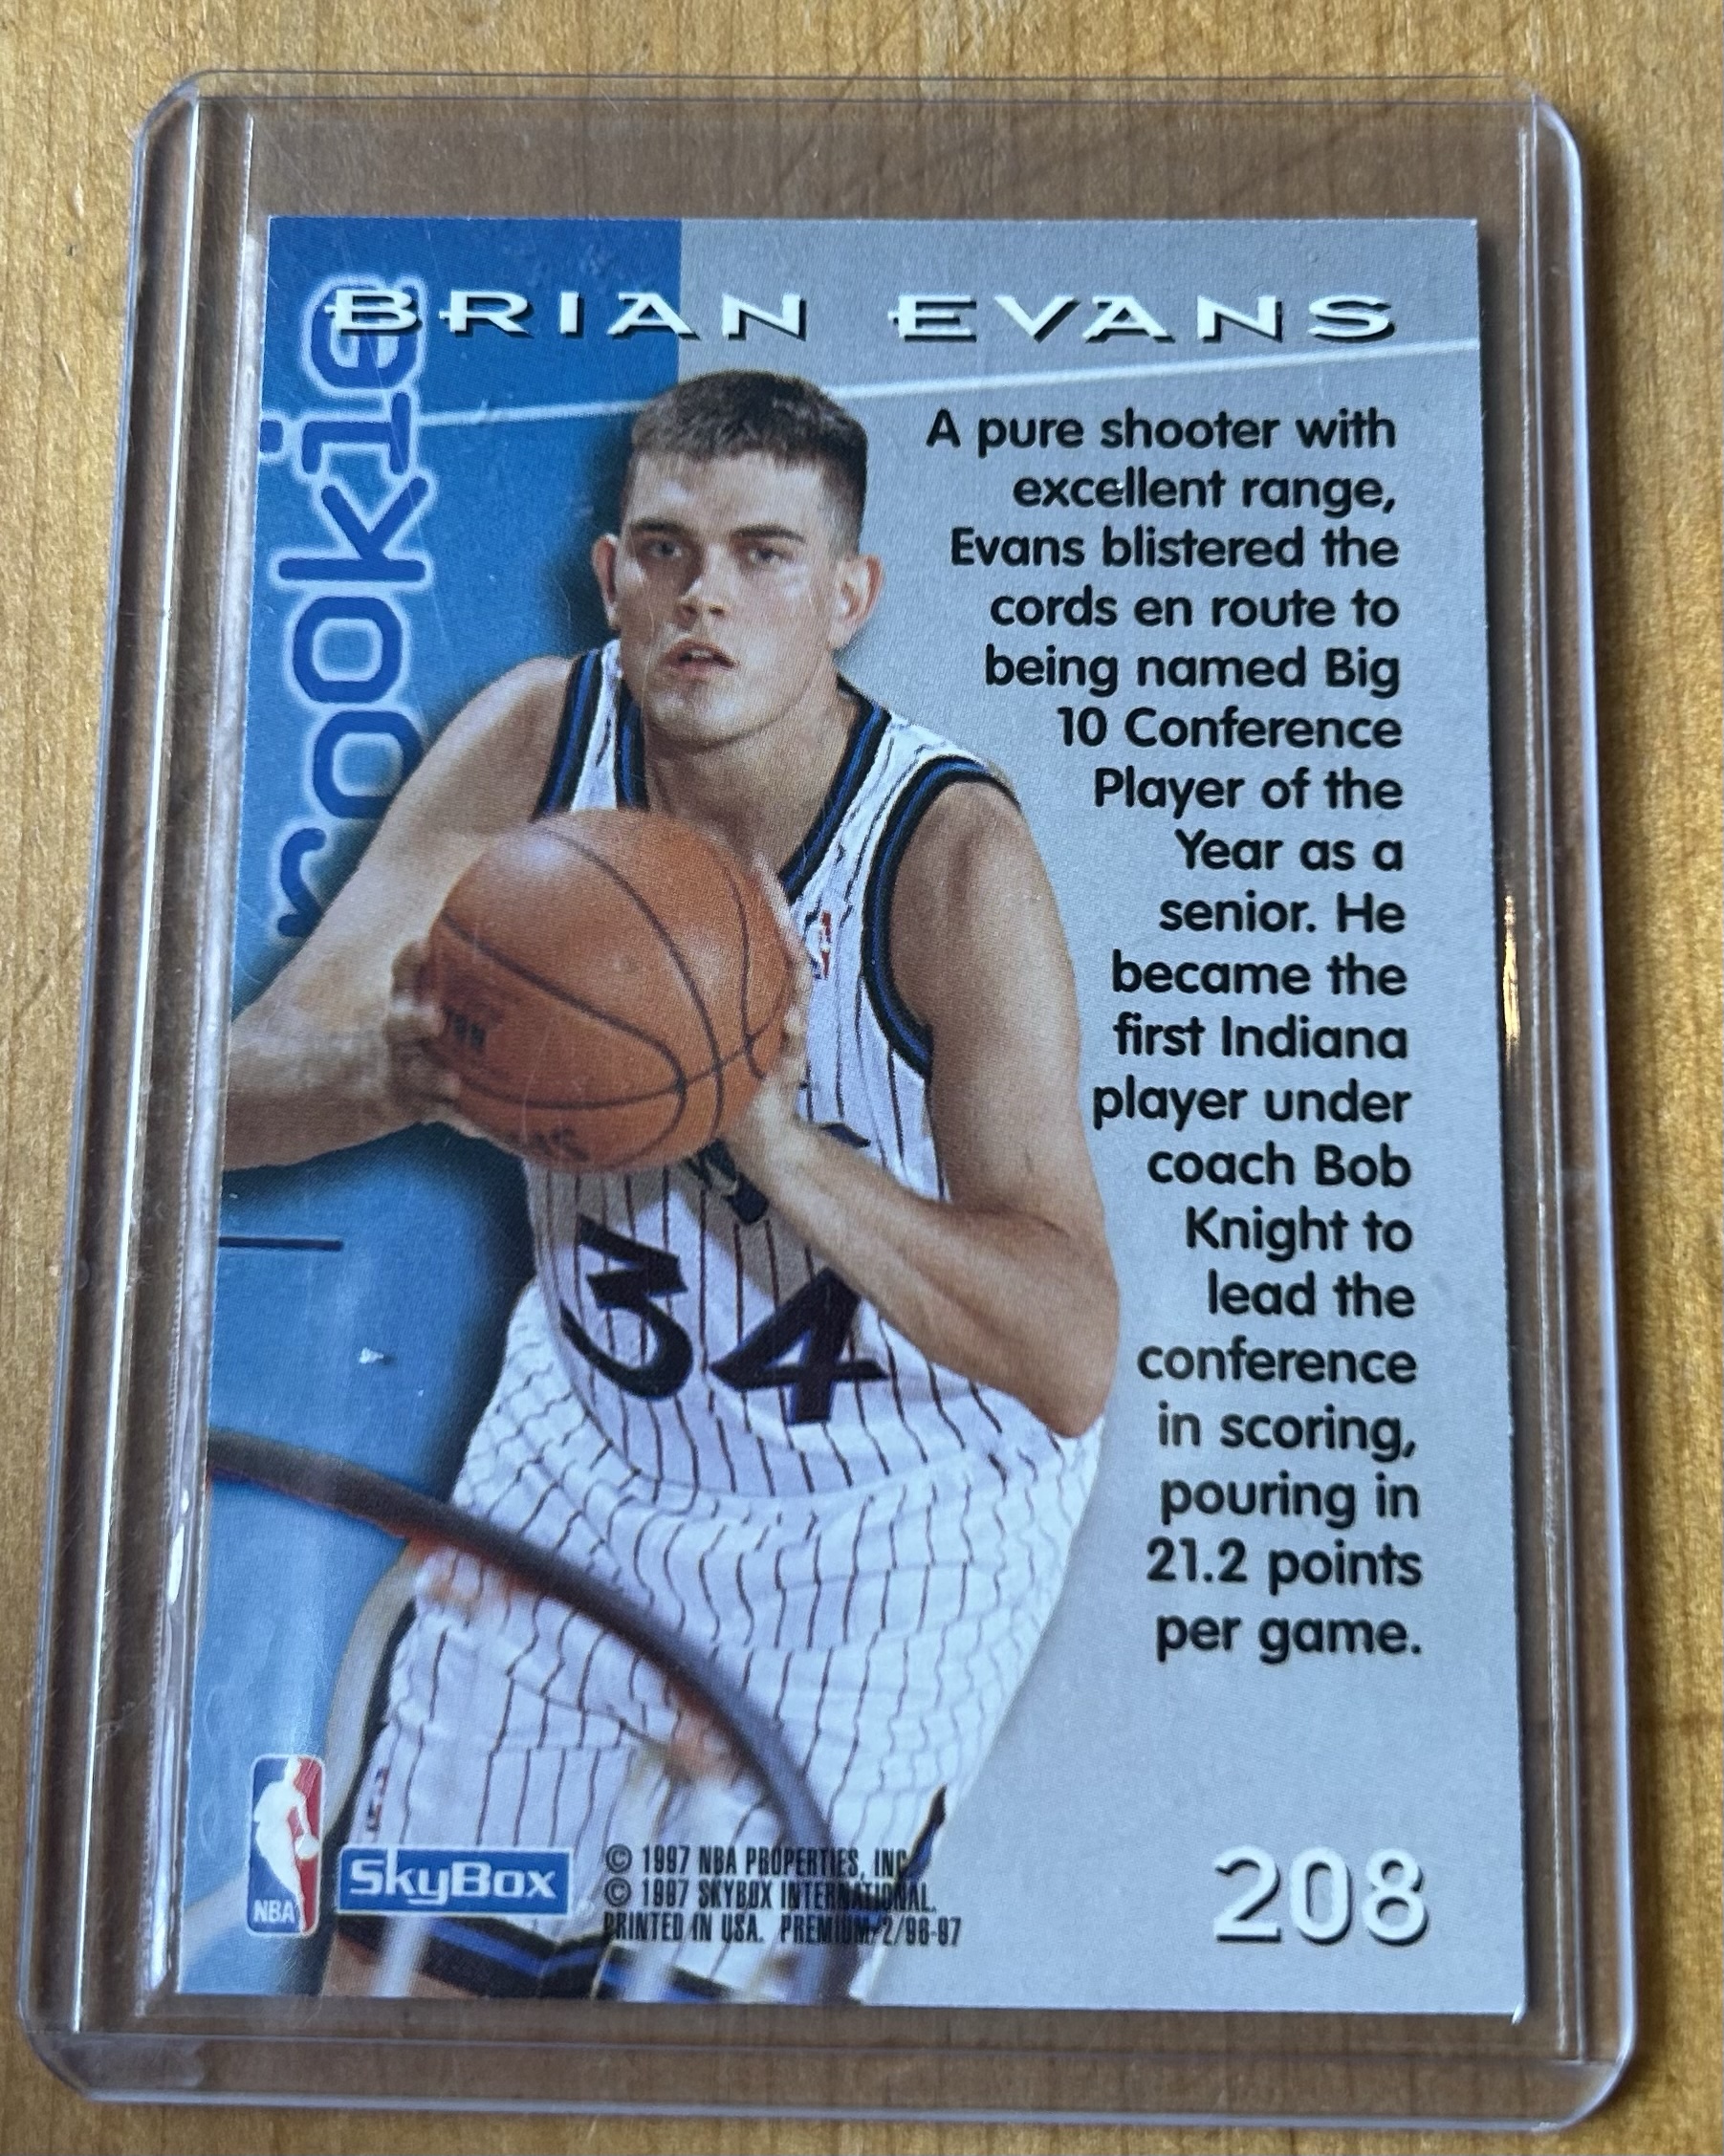 rookie
BRIAN EVANS
A pure shooter with
excellent range,
Evans blistered the
cords en route to
being named Big
10 Conference
Player of the
Year as a
senior. He
became the
first Indiana
player under
coach Bob
Knight to
lead the
conference
in scoring,
pouring in
21.2 points
per game.
34
NBA
SkyBox
© 1997 NBA PROPERTIES, INC.
© 1997 SKYBOX INTERNATIONAL.
PRINTED IN USA. PREMIUM/2/96-97
208